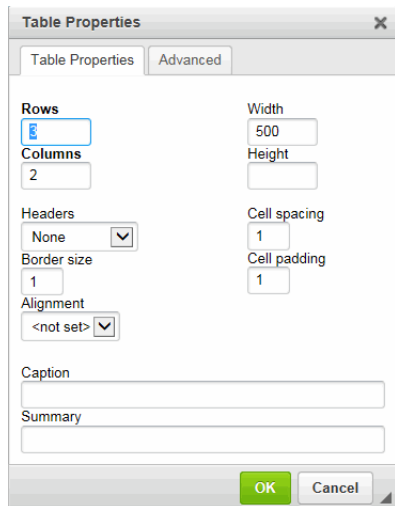 Table Properties
Table Properties Advanced
Rows Width
3 500
Columns Height
2
Headers Cell spacing
None 1
Border size Cell padding
1 1
Alignment
<not set>
Caption
Summary
OK Cancel